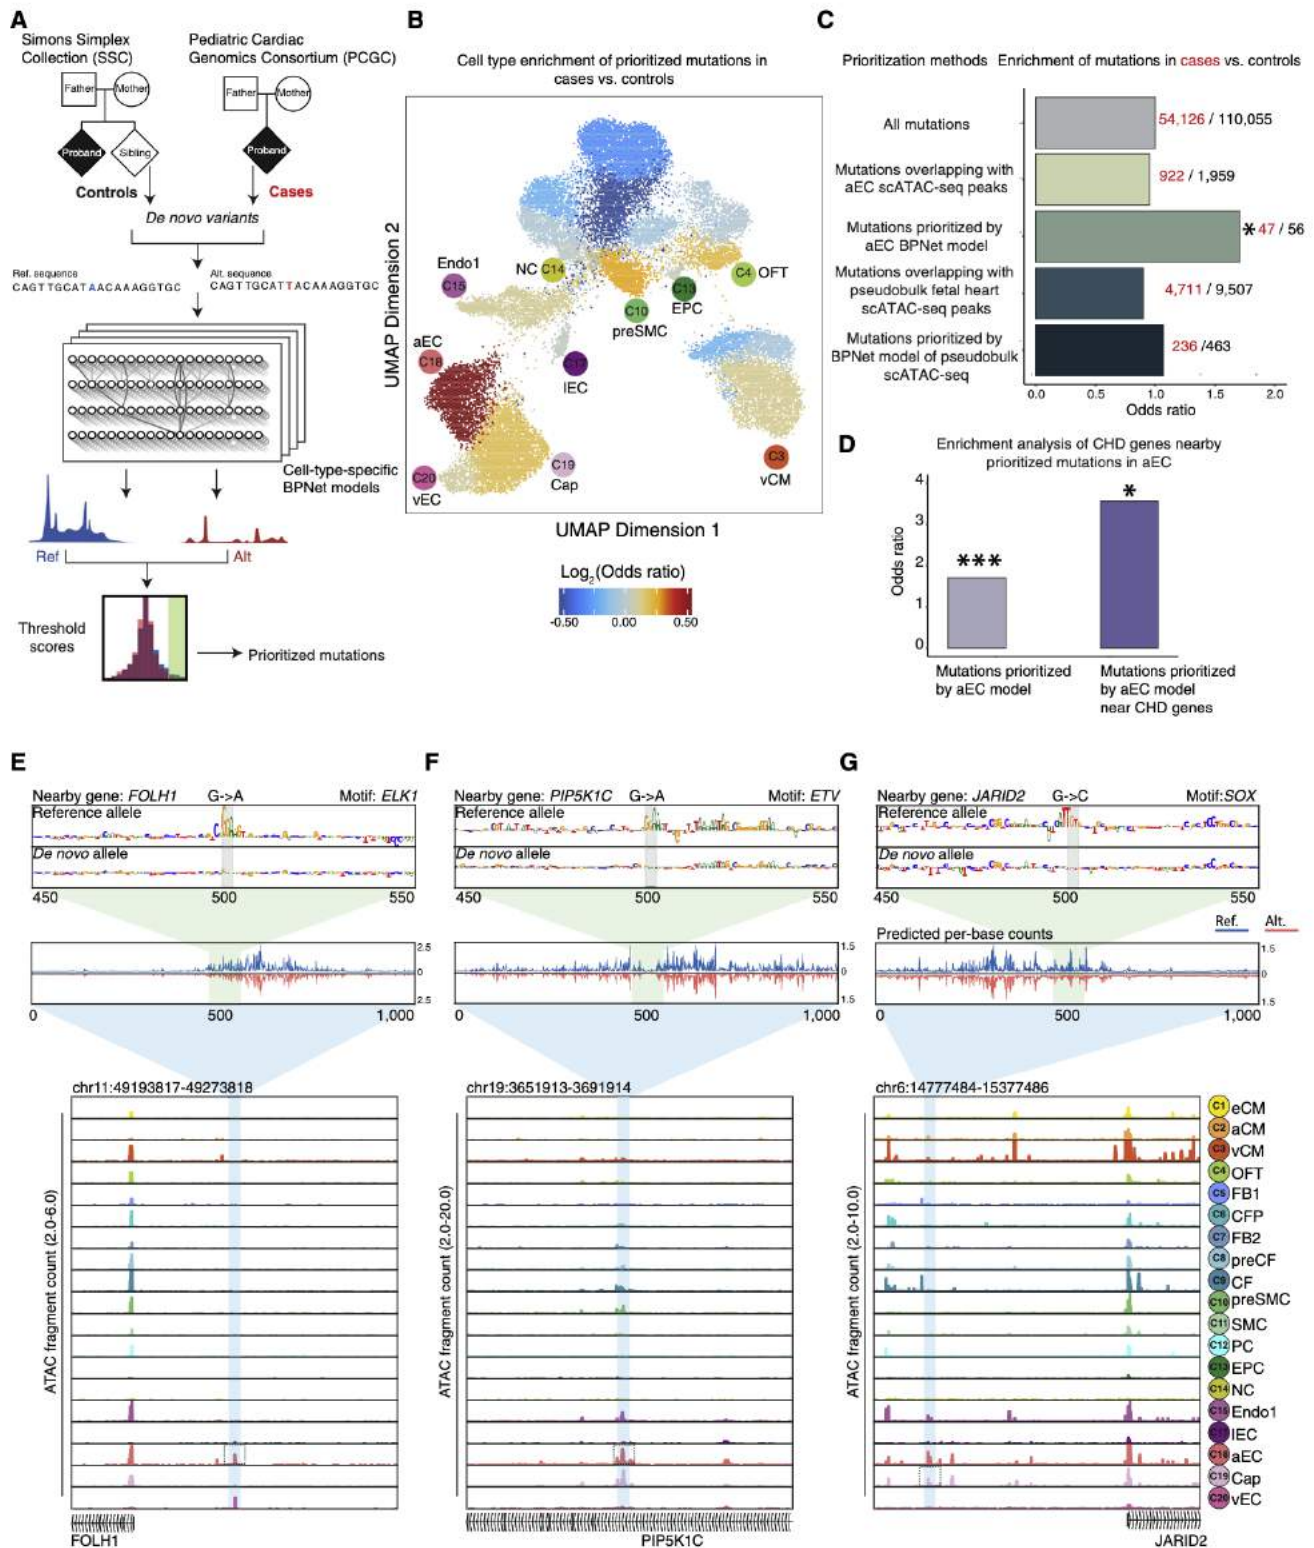 A
Simons Simplex
Collection (SSC)
Pediatric Cardiac
Genomics Consortium (PCGC)
Father
Mother
Father
Mother
Proband
Sibling
Proband
Controls
Cases
De novo variants
Ref. sequence
CAGTTGCATAACAAAGGTGC
Alt. sequence
CAGTTGCATTACAAAGGTGC
Cell-type-specific
BPNet models
Ref
Alt
Threshold
scores
Prioritized mutations
B
Cell type enrichment of prioritized mutations in
cases vs. controls
UMAP Dimension 2
Endo1
C15
NC
C14
C4
OFT
C13
EPC
C10
preSMC
aEC
C18
C17
IEC
C20
vEC
C19
Cap
C3
vCM
UMAP Dimension 1
Log2(Odds ratio)
-0.50
0.00
0.50
C
Prioritization methods
Enrichment of mutations in cases vs. controls
All mutations
54,126 / 110,055
Mutations overlapping with
aEC scATAC-seq peaks
922 / 1,959
Mutations prioritized by
aEC BPNet model
* 47 / 56
Mutations overlapping with
pseudobulk fetal heart
scATAC-seq peaks
4,711 / 9,507
Mutations prioritized by
BPNet model of pseudobulk
scATAC-seq
236 /463
0.0
0.5
1.0
1.5
2.0
Odds ratio
D
Enrichment analysis of CHD genes nearby
prioritized mutations in aEC
Odds ratio
4
3
2
1
0
***
*
Mutations prioritized
by aEC model
Mutations prioritized
by aEC model
near CHD genes
E
Nearby gene: FOLH1
G->A
Motif: ELK1
Reference allele
De novo allele
450
500
550
2.5
0
2.5
0
500
1,000
chr11:49193817-49273818
ATAC fragment count (2.0-6.0)
FOLH1
F
Nearby gene: PIP5K1C
G->A
Motif: ETV
Reference allele
De novo allele
450
500
550
1.5
0
1.5
0
500
1,000
chr19:3651913-3691914
ATAC fragment count (2.0-20.0)
PIP5K1C
G
Nearby gene: JARID2
G->C
Motif:SOX
Reference allele
De novo allele
450
500
550
Ref.
Alt.
Predicted per-base counts
1.5
0
1.5
0
500
1,000
chr6:14777484-15377486
ATAC fragment count (2.0-10.0)
JARID2
C1 eCM
C2 aCM
C3 vCM
C4 OFT
C5 FB1
C6 CFP
C7 FB2
C8 preCF
C9 CF
C10 preSMC
C11 SMC
C12 PC
C13 EPC
C14 NC
C15 Endo1
C17 IEC
C18 aEC
C19 Cap
C20 vEC